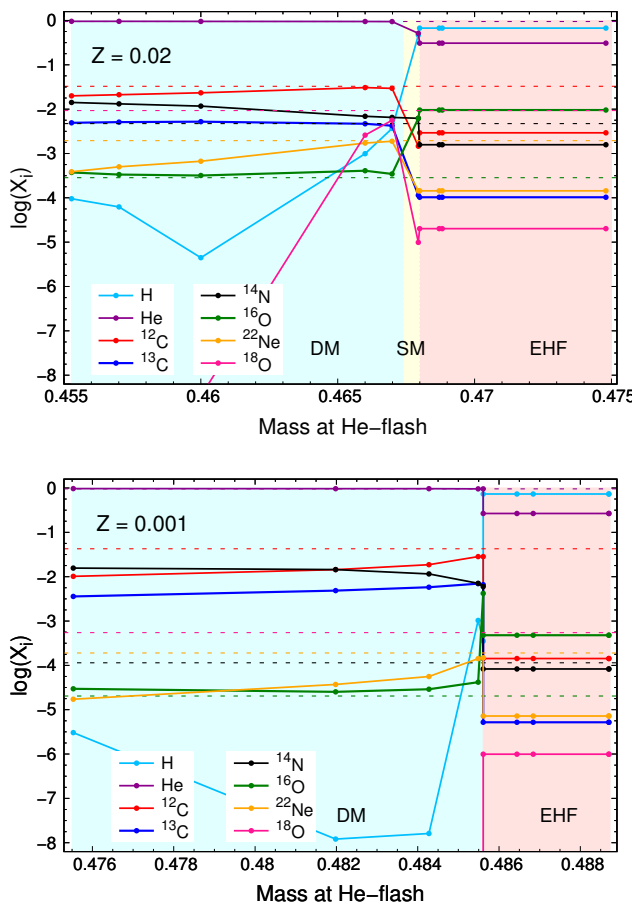 Z = 0.02
log(Xi)
0
−1
−2
−3
−4
−5
−6
−7
−8
H
He
12C
13C
14N
16O
22Ne
18O
DM
SM
EHF
0.455
0.46
0.465
0.47
0.475
Mass at He−flash
Z = 0.001
log(Xi)
0
−1
−2
−3
−4
−5
−6
−7
−8
H
He
12C
13C
14N
16O
22Ne
18O
DM
EHF
0.476
0.478
0.48
0.482
0.484
0.486
0.488
Mass at He−flash